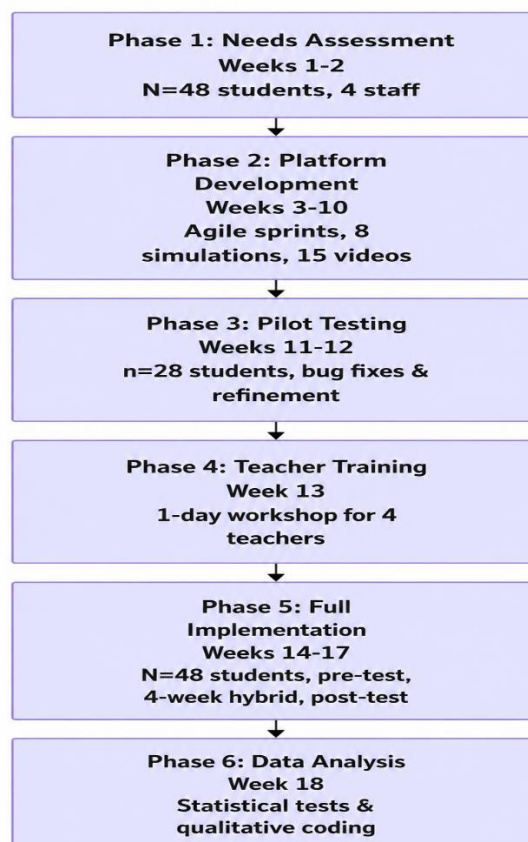 Phase 1: Needs Assessment
Weeks 1-2
N=48 students, 4 staff
Phase 2: Platform
Development
Weeks 3-10
Agile sprints, 8
simulations, 15 videos
Phase 3: Pilot Testing
Weeks 11-12
n=28 students, bug fixes &
refinement
Phase 4: Teacher Training
Week 13
1-day workshop for 4
teachers
Phase 5: Full
Implementation
Weeks 14-17
N=48 students, pre-test,
4-week hybrid, post-test
Phase 6: Data Analysis
Week 18
Statistical tests &
qualitative coding